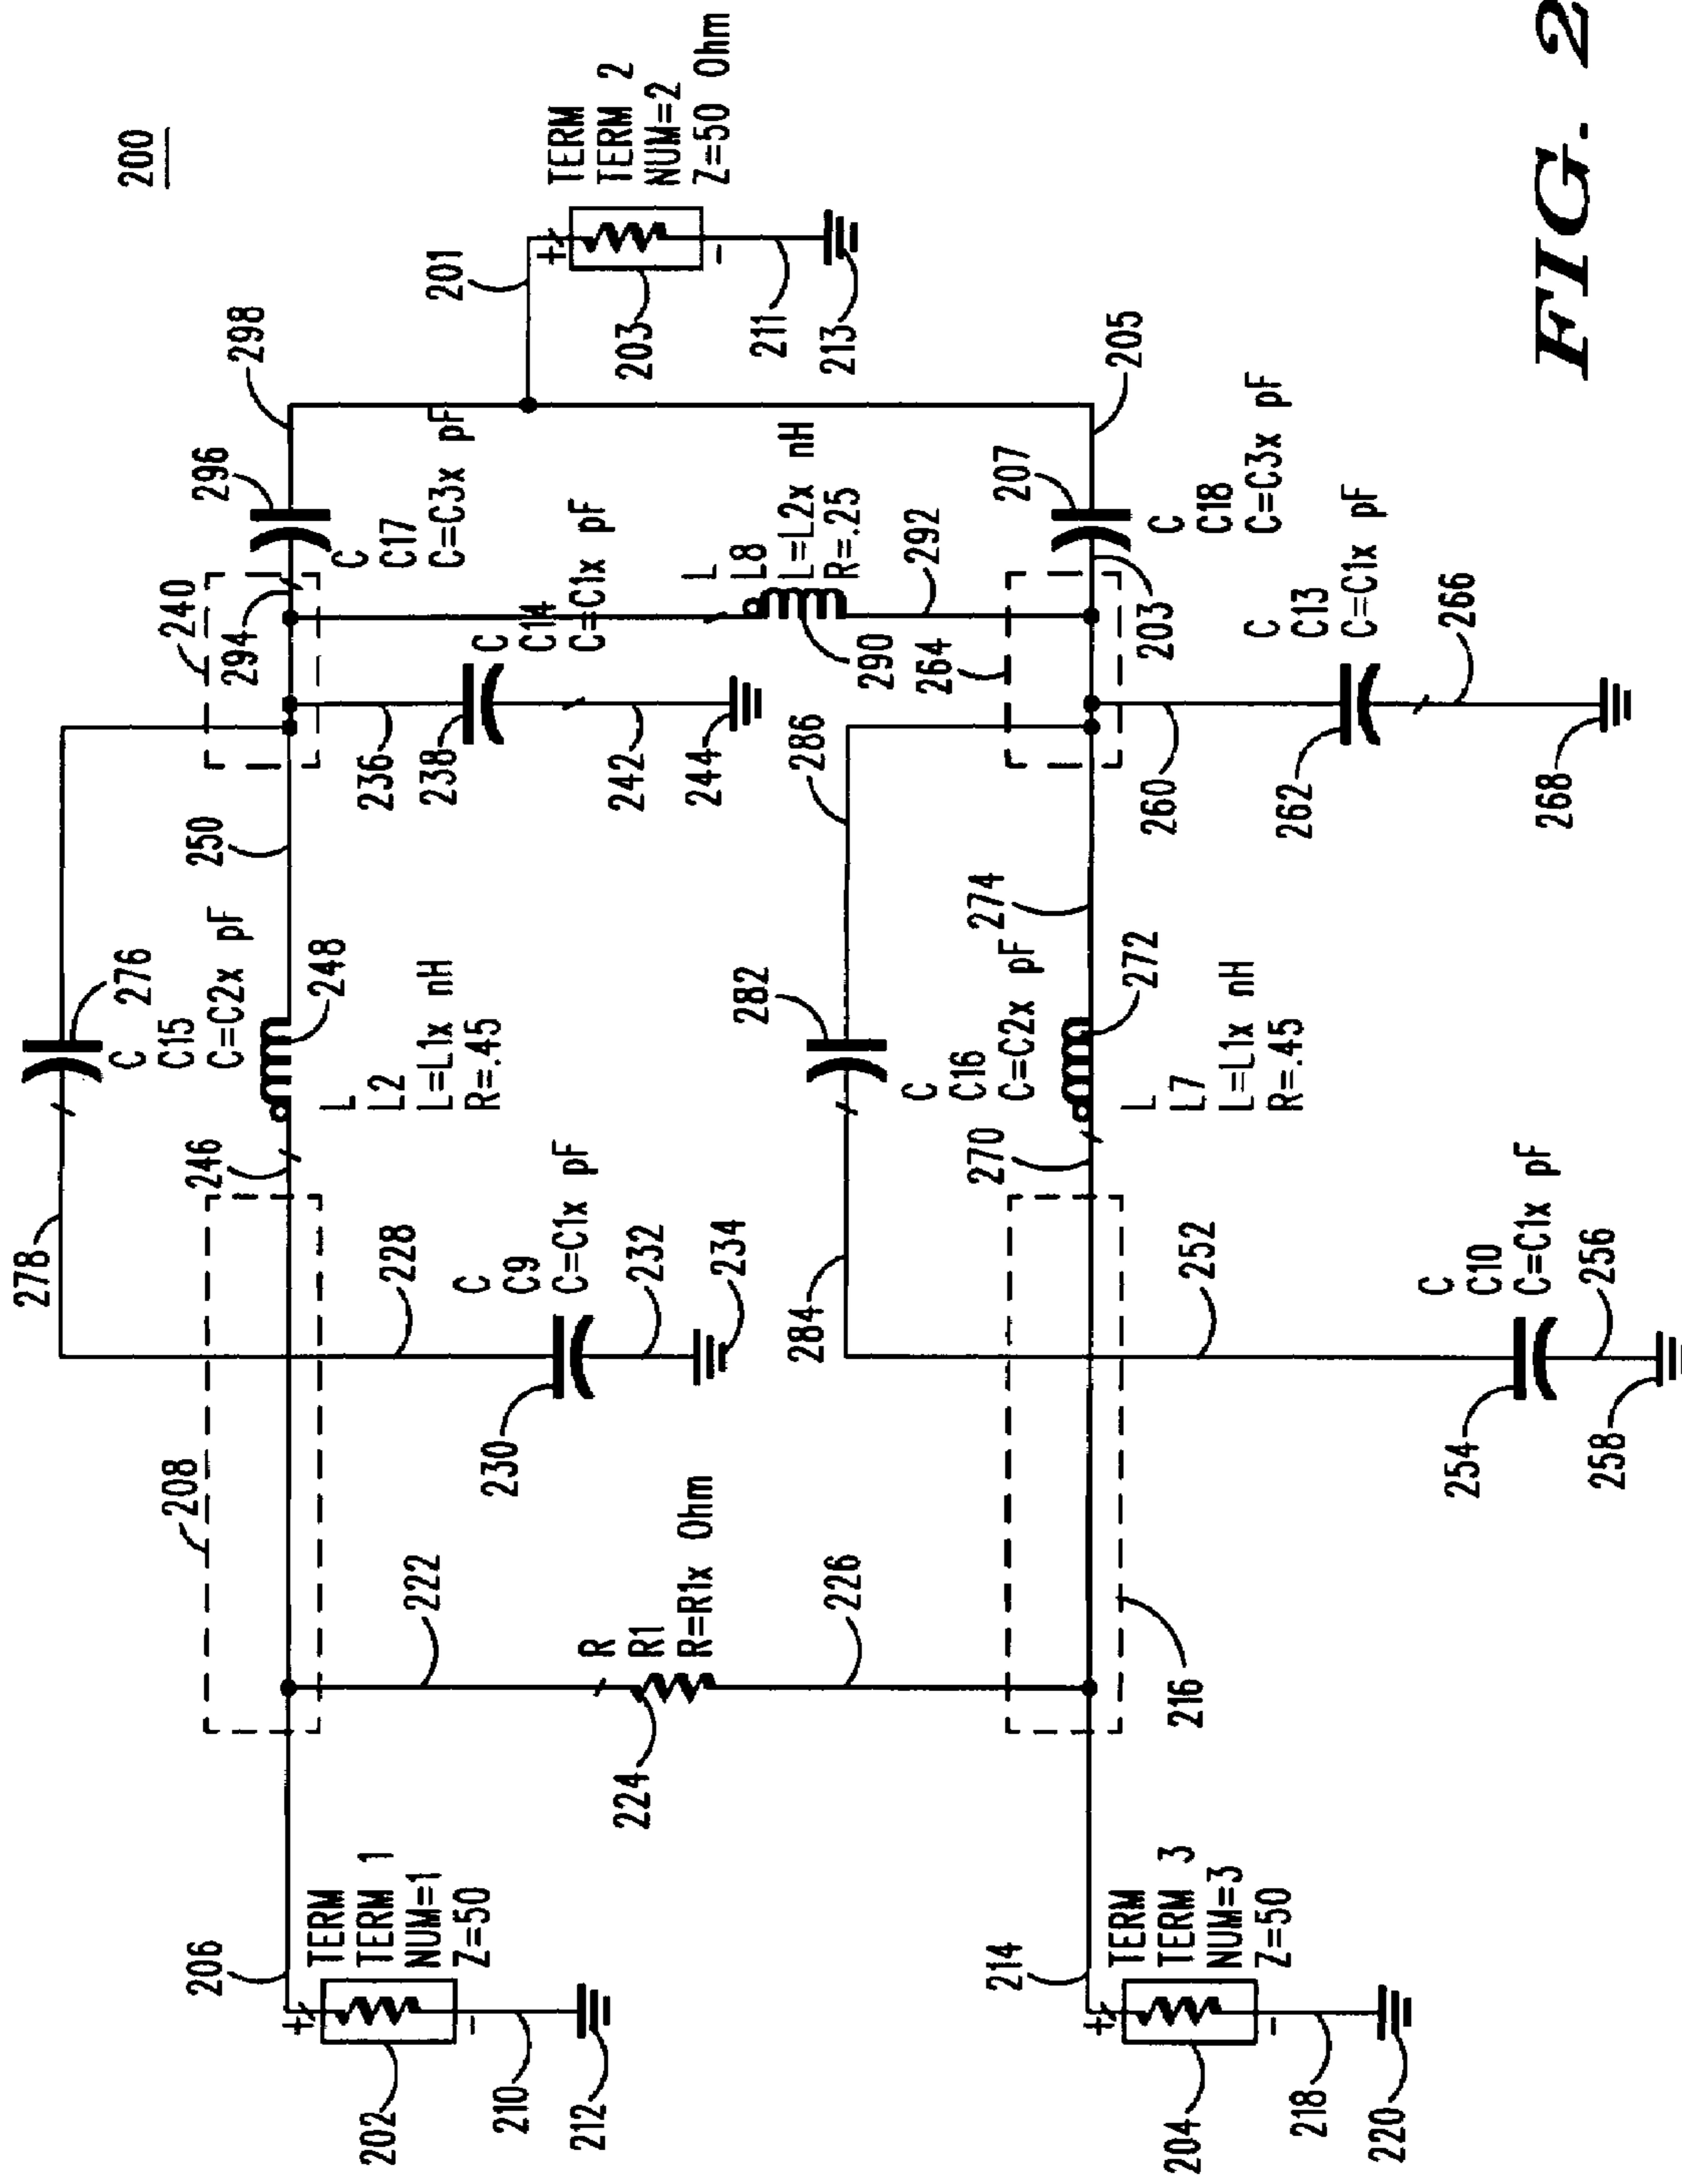 200
278
276
C
C15
C=C2x pF
208
246
250
240
296
298
294
C
C17
C=C3x pF
248
L
L2
L=L1x nH
R=.45
206
TERM
TERM 1
NUM=1
Z=50
202
210
212
222
R
R1
R=R1x Ohm
224
226
228
C
C9
C=C1x pF
230
232
234
236
238
C
C14
C=C1x pF
242
244
L
L8
L=L2x nH
R=.25
290
292
201
TERM
TERM 2
NUM=2
Z=50 Ohm
+
-
203
211
213
+
-
282
286
284
C
C16
C=C2x pF
264
203
207
205
C
C18
C=C3x pF
214
TERM
TERM 3
NUM=3
Z=50
+
-
204
218
220
216
270
274
272
L
L7
L=L1x nH
R=.45
252
C
C10
C=C1x pF
254
256
258
260
262
C
C13
C=C1x pF
266
268
FIG. 2